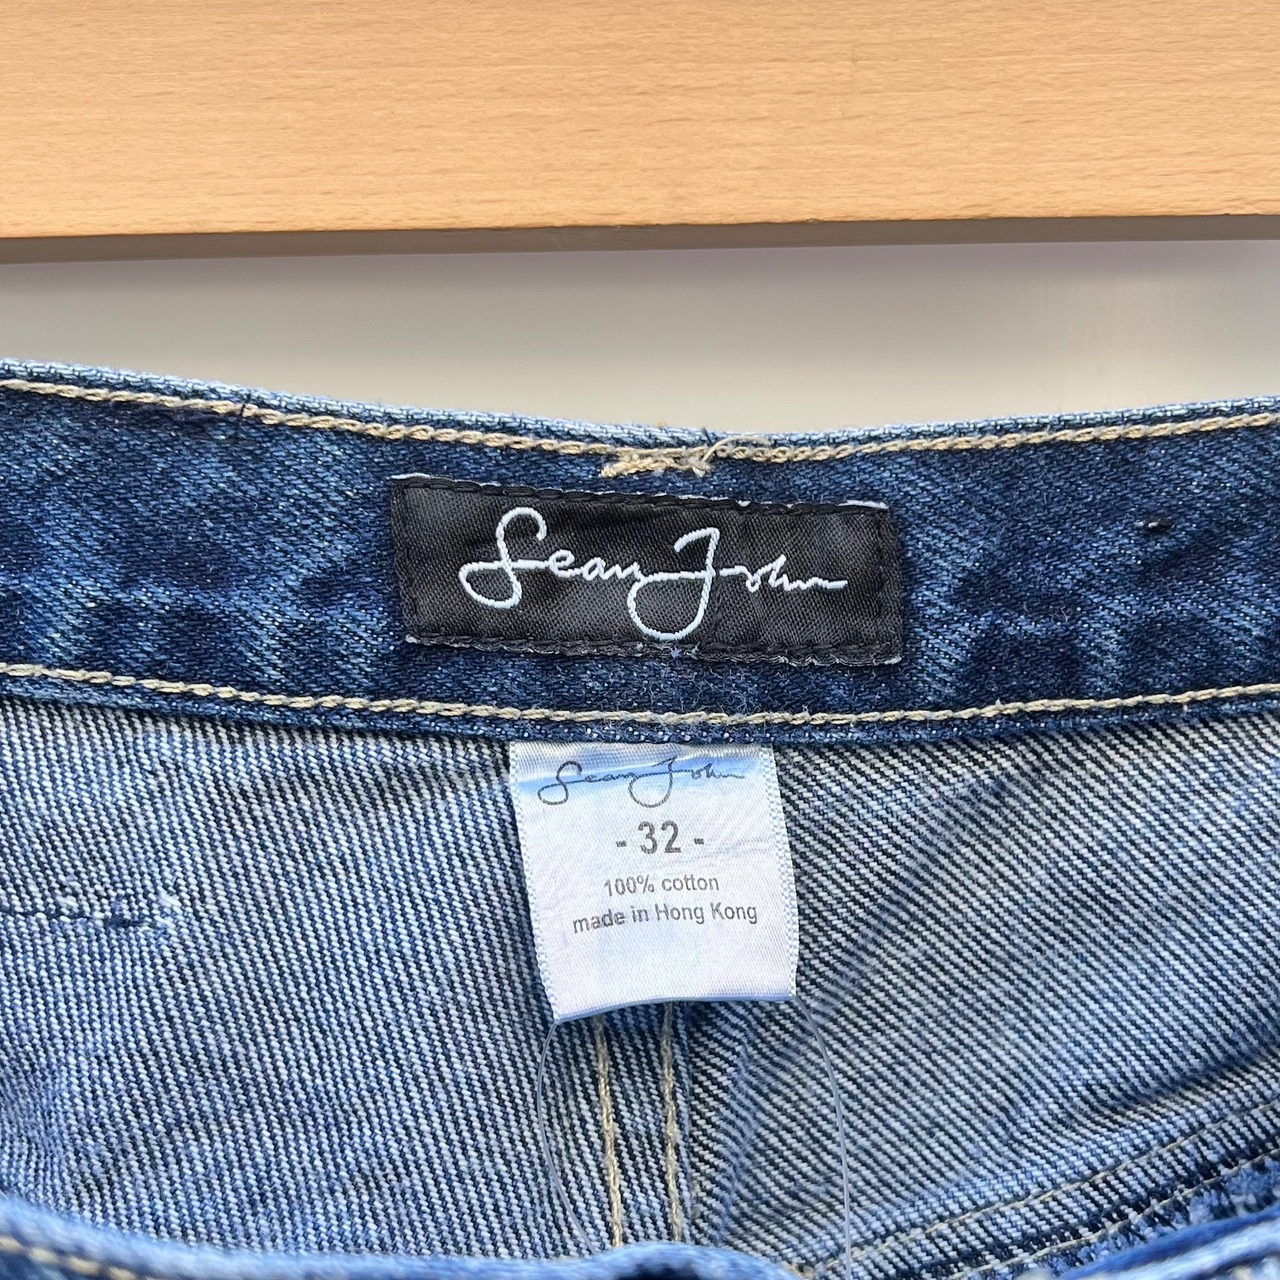 Sean John
Sean John
- 32 -
100% cotton
made in Hong Kong